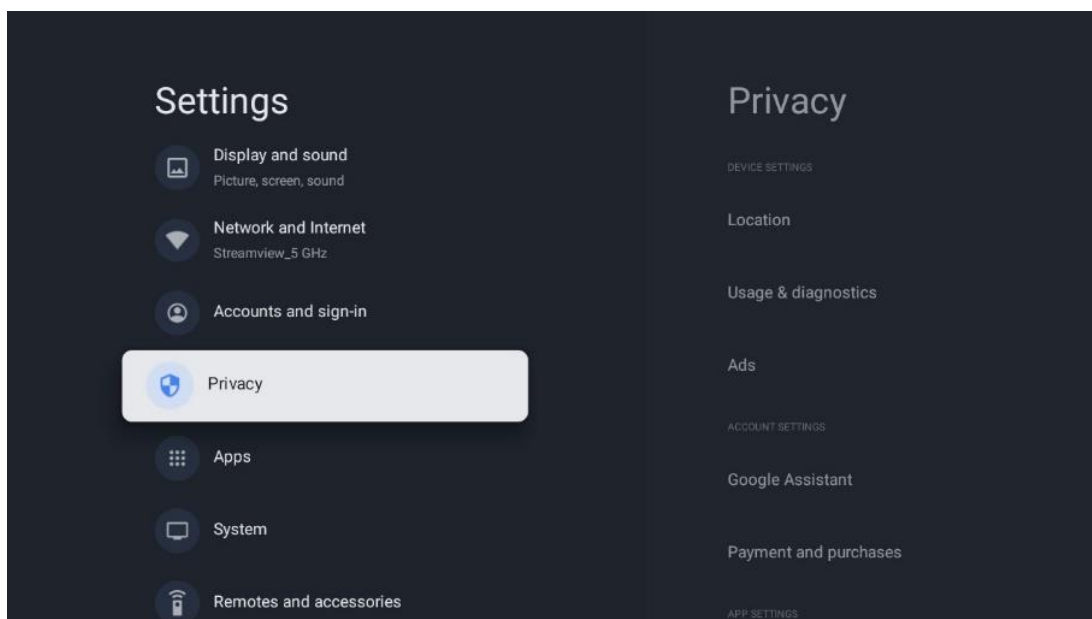 Settings
Display and sound
Picture, screen, sound
Network and Internet
Streamview_5 GHz
Accounts and sign-in
Privacy
Apps
System
Remotes and accessories
Privacy
DEVICE SETTINGS
Location
Usage & diagnostics
Ads
ACCOUNT SETTINGS
Google Assistant
Payment and purchases
APP SETTINGS